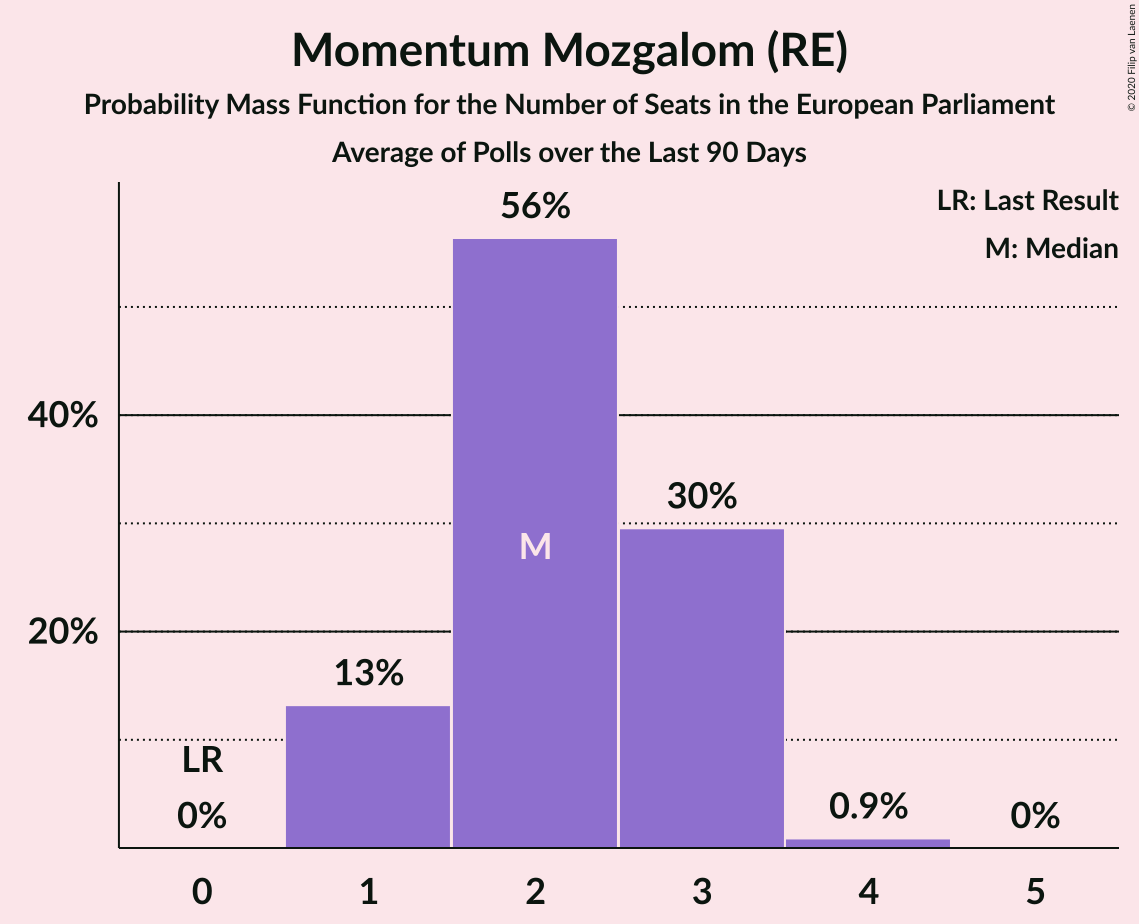 Momentum Mozgalom (RE)
Probability Mass Function for the Number of Seats in the European Parliament
Average of Polls over the Last 90 Days
© 2020 Filip van Laenen
LR: Last Result
M: Median
56%
40%
30%
M
20%
13%
LR
0%
0.9%
0%
0 1 2 3 4 5